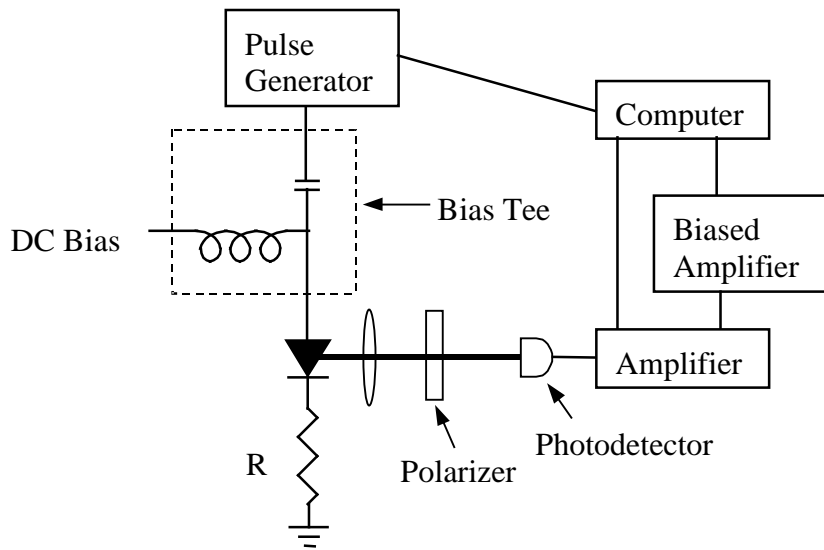 Pulse
Generator
Computer
Bias Tee
DC Bias
Biased
Amplifier
Amplifier
Photodetector
Polarizer
R